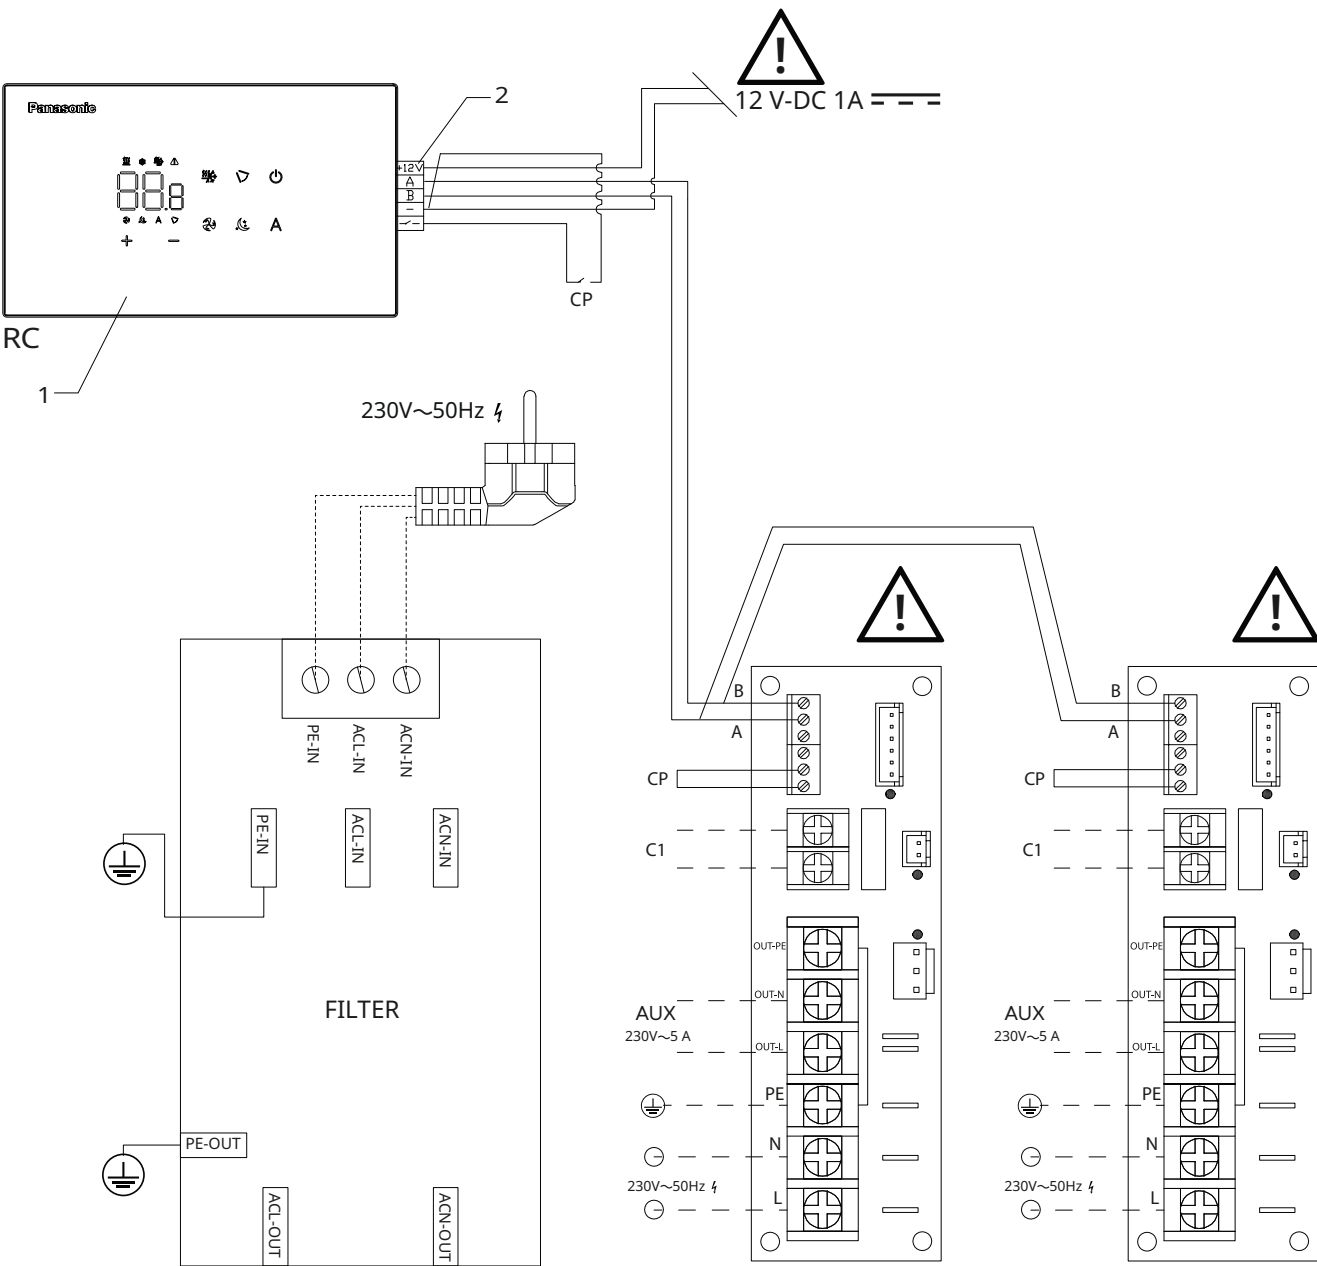 12 V-DC 1A
Panasonic
2
+12V
A
B
-
88.8
A
A
+ -
CP
RC
1
230V~50Hz
B
A
B
A
PE-IN
ACL-IN
ACN-IN
CP
CP
PE-IN
ACL-IN
ACN-IN
C1
C1
OUT-PE
OUT-PE
FILTER
OUT-N
OUT-N
AUX
230V~5 A
AUX
230V~5 A
OUT-L
OUT-L
PE
PE
PE-OUT
N
N
230V~50Hz
230V~50Hz
L
L
ACL-OUT
ACN-OUT